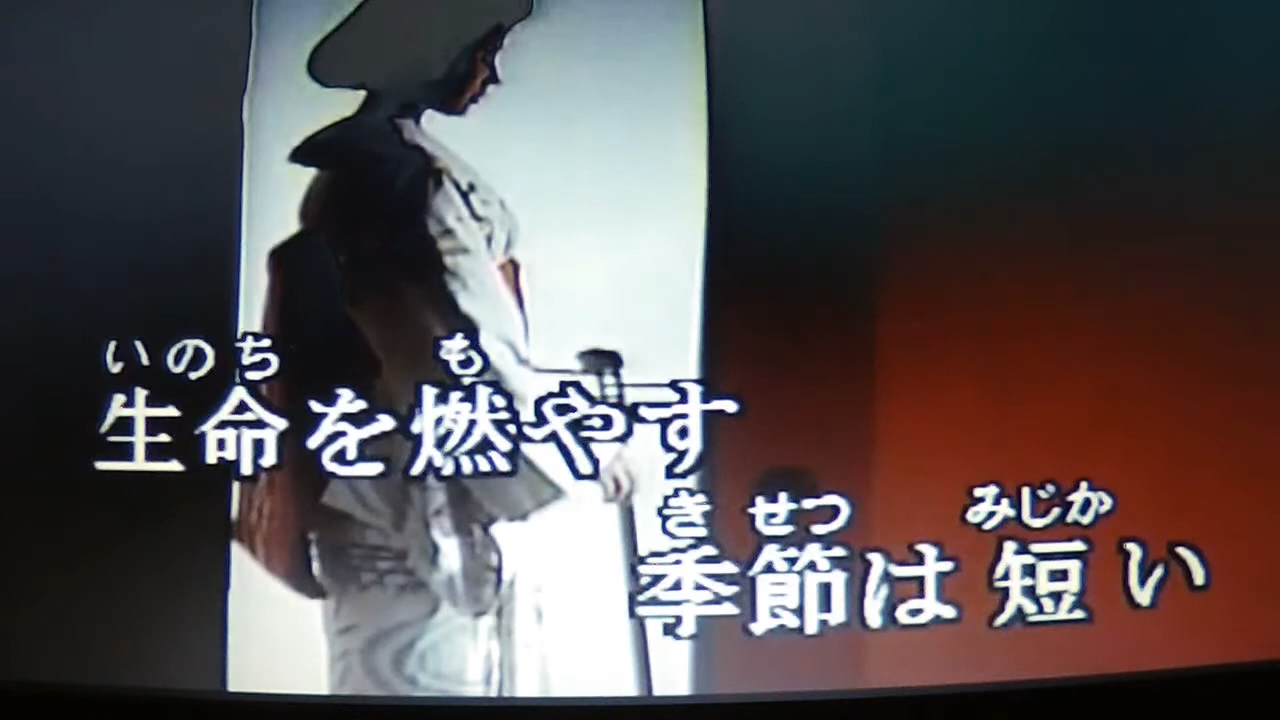 いのち も
生命を燃やす
き せつ みじか
季節は短い